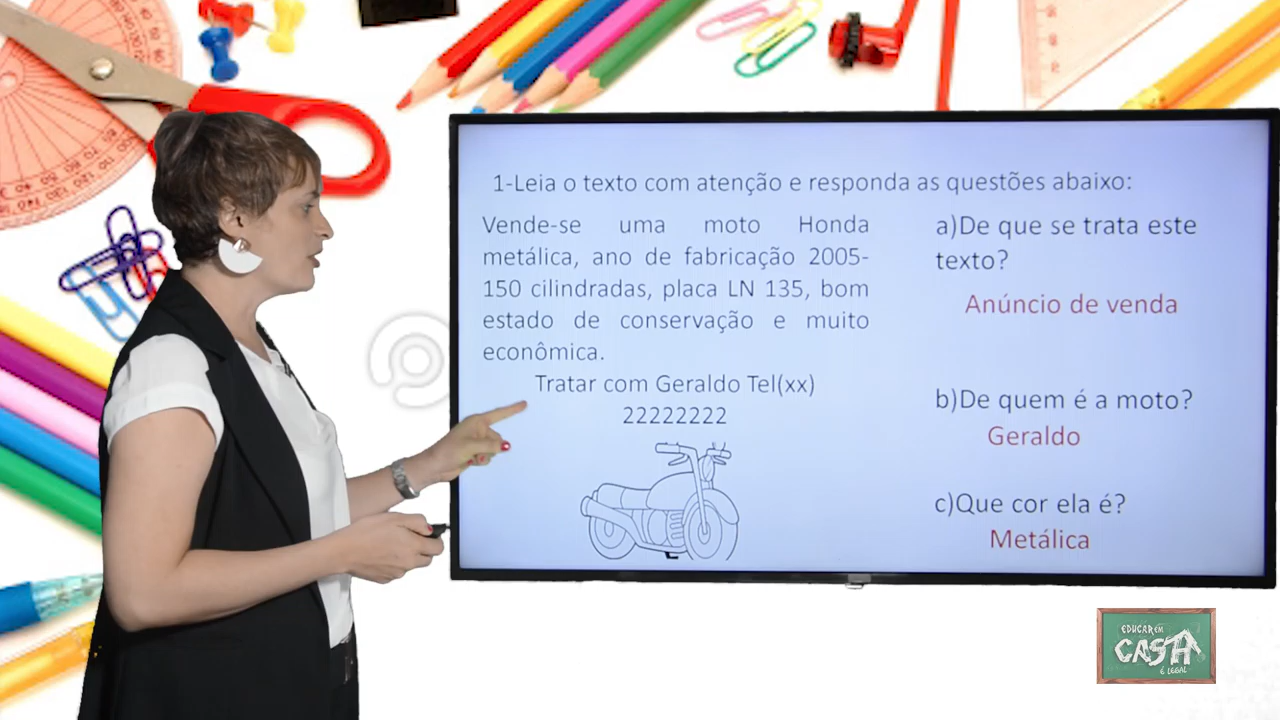 1-Leia o texto com atenção e responda as questões abaixo:
Vende-se uma moto Honda
metálica, ano de fabricação 2005-
150 cilindradas, placa LN 135, bom
estado de conservação e muito
econômica.
Tratar com Geraldo Tel(xx)
22222222
a)De que se trata este
texto?
Anúncio de venda
b)De quem é a moto?
Geraldo
c)Que cor ela é?
Metálica
EDUCAR EM
CASA
É LEGAL